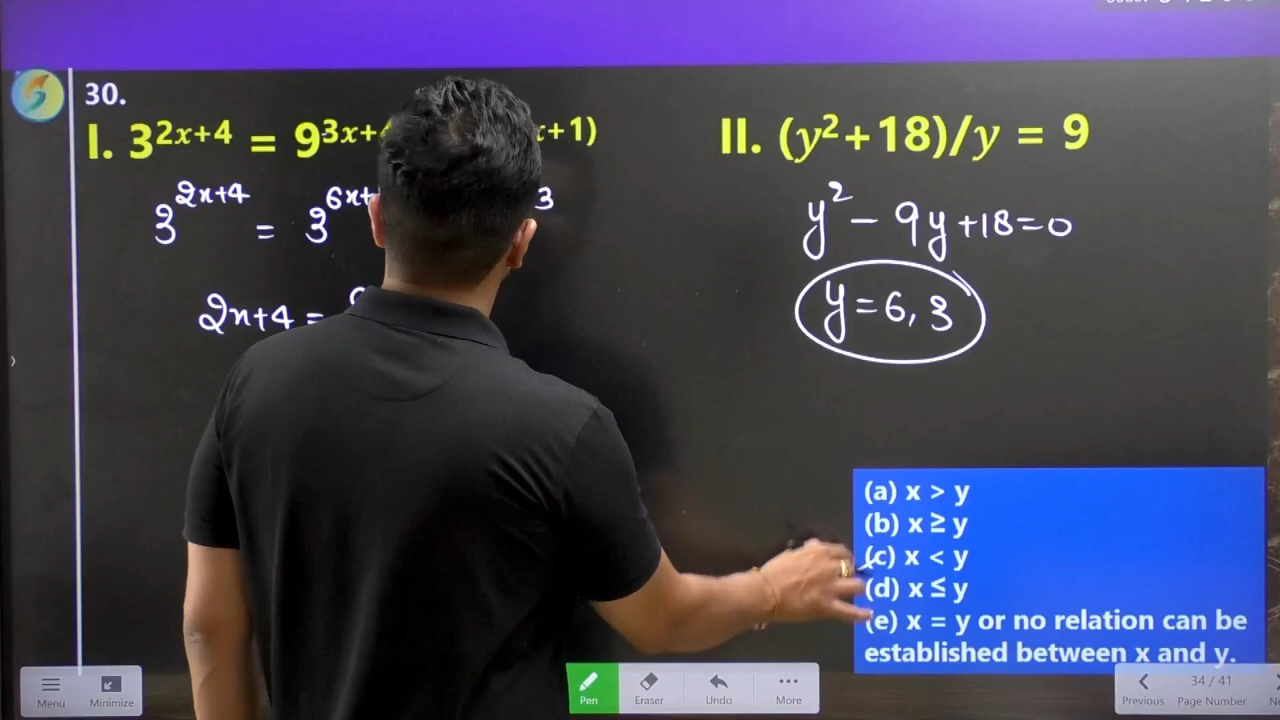 30.
I. 3^{2x+4} = 9^{3x+ x+1)}
II. (y²+18)/y = 9
3^{2x+4} = 3^{6x+ 3}
y² - 9y+18=0
2x+4 =
y=6,3
(a) x > y
(b) x ≥ y
(c) x < y
(d) x ≤ y
(e) x = y or no relation can be
established between x and y.
Menu
Minimize
Pen
Eraser
Undo
More
Previous
34 / 41
Page Number